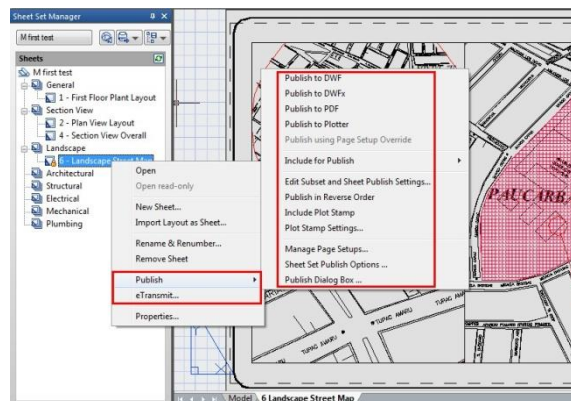 Sheet Set Manager
M first test
Sheets
M first test
General
1 - First Floor Plant Layout
Section View
2 - Plan View Layout
4 - Section View Overall
Landscape
6 - Landscape Street Map
Architectural
Structural
Electrical
Mechanical
Plumbing
Open
Open read-only
New Sheet...
Import Layout as Sheet...
Rename & Renumber...
Remove Sheet
Publish
eTransmit...
Properties...
Publish to DWF
Publish to DWFx
Publish to PDF
Publish to Plotter
Publish using Page Setup Override
Include for Publish
Edit Subset and Sheet Publish Settings...
Publish in Reverse Order
Include Plot Stamp
Plot Stamp Settings...
Manage Page Setups...
Sheet Set Publish Options ...
Publish Dialog Box ...
PAUCARB
TUPAC AMARU
TUPAC AMARU
TUPAC AMARU
Model
6 Landscape Street Map